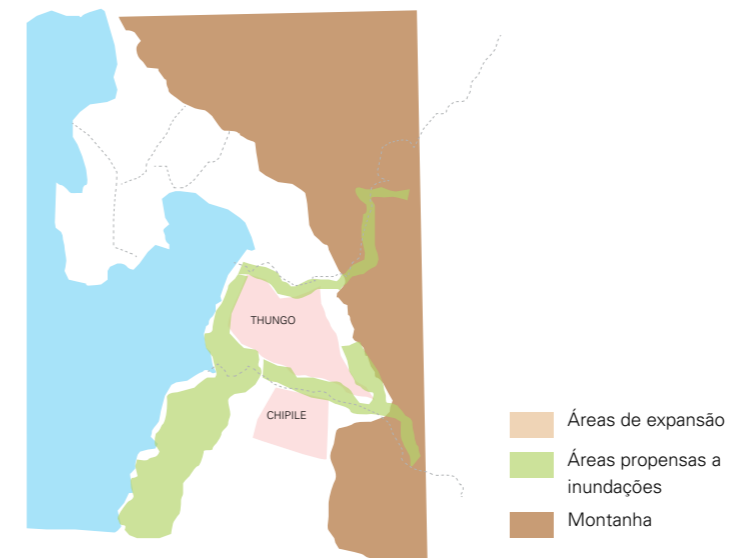 THUNGO
CHIPILE
Áreas de expansão
Áreas propensas a
inundações
Montanha